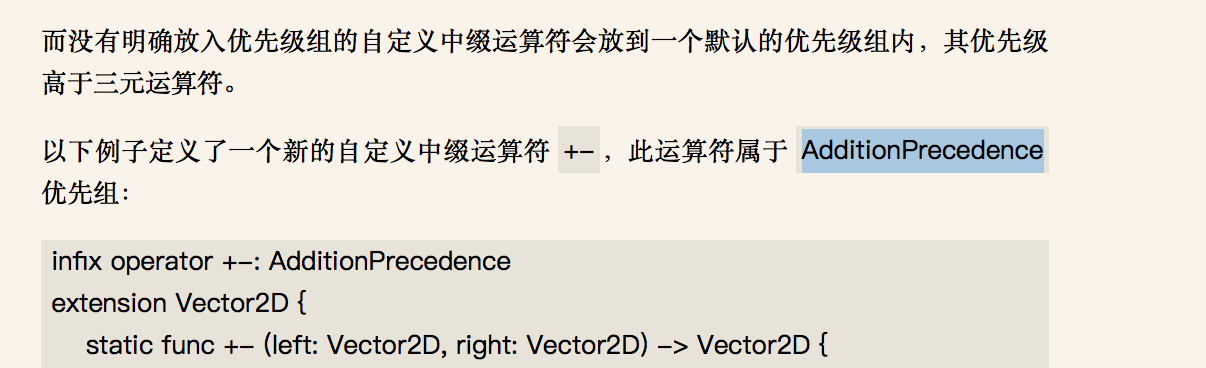 而没有明确放入优先级组的自定义中缀运算符会放到一个默认的优先级组内，其优先级
高于三元运算符。
以下例子定义了一个新的自定义中缀运算符 +- ，此运算符属于 AdditionPrecedence
优先组：
infix operator +-: AdditionPrecedence
extension Vector2D {
static func +- (left: Vector2D, right: Vector2D) -> Vector2D {